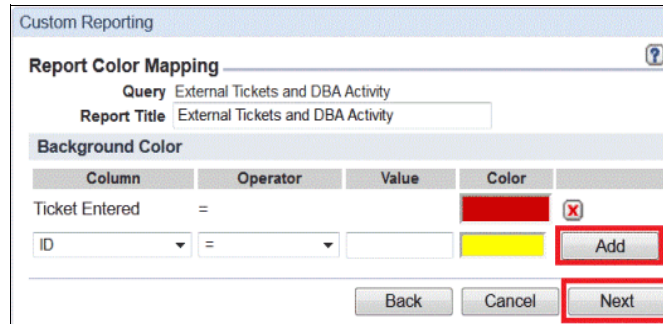 Custom Reporting
?
Report Color Mapping
Query External Tickets and DBA Activity
Report Title External Tickets and DBA Activity
Background Color
Column Operator Value Color
Ticket Entered = x
ID = Add
Back Cancel Next